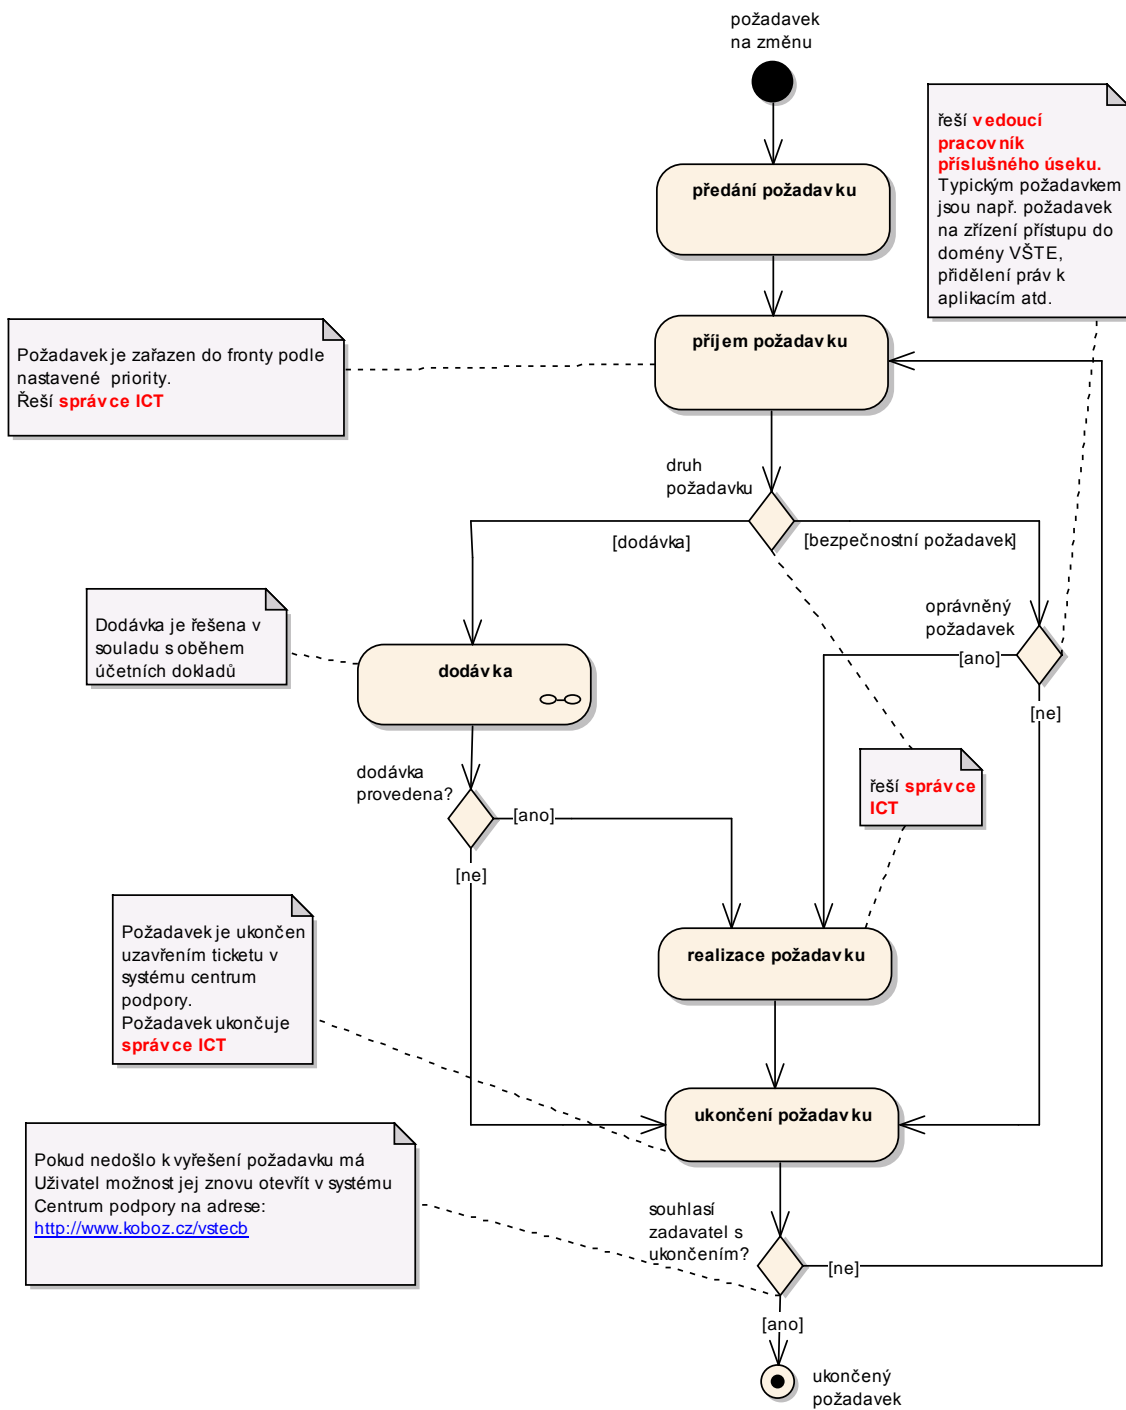 požadavek
na změnu
řeší vedoucí
pracovník
příslušného úseku.
Typickým požadavkem
jsou např. požadavek
na zřízení přístupu do
domény VŠTE,
přidělení práv k
aplikacím atd.
předání požadavku
příjem požadavku
Požadavek je zařazen do fronty podle
nastavené priority.
Řeší správce ICT
druh
požadavku
[dodávka]
[bezpečnostní požadavek]
oprávněný
požadavek
[ano]
[ne]
Dodávka je řešena v
souladu s oběhem
účetních dokladů
dodávka
dodávka
provedena?
[ano]
[ne]
řeší správce
ICT
Požadavek je ukončen
uzavřením ticketu v
systému centrum
podpory.
Požadavek ukončuje
správce ICT
realizace požadavku
ukončení požadavku
Pokud nedošlo k vyřešení požadavku má
Uživatel možnost jej znovu otevřít v systému
Centrum podpory na adrese:
http://www.koboz.cz/vstecb
souhlasí
zadavatel s
ukončením?
[ne]
[ano]
ukončený
požadavek